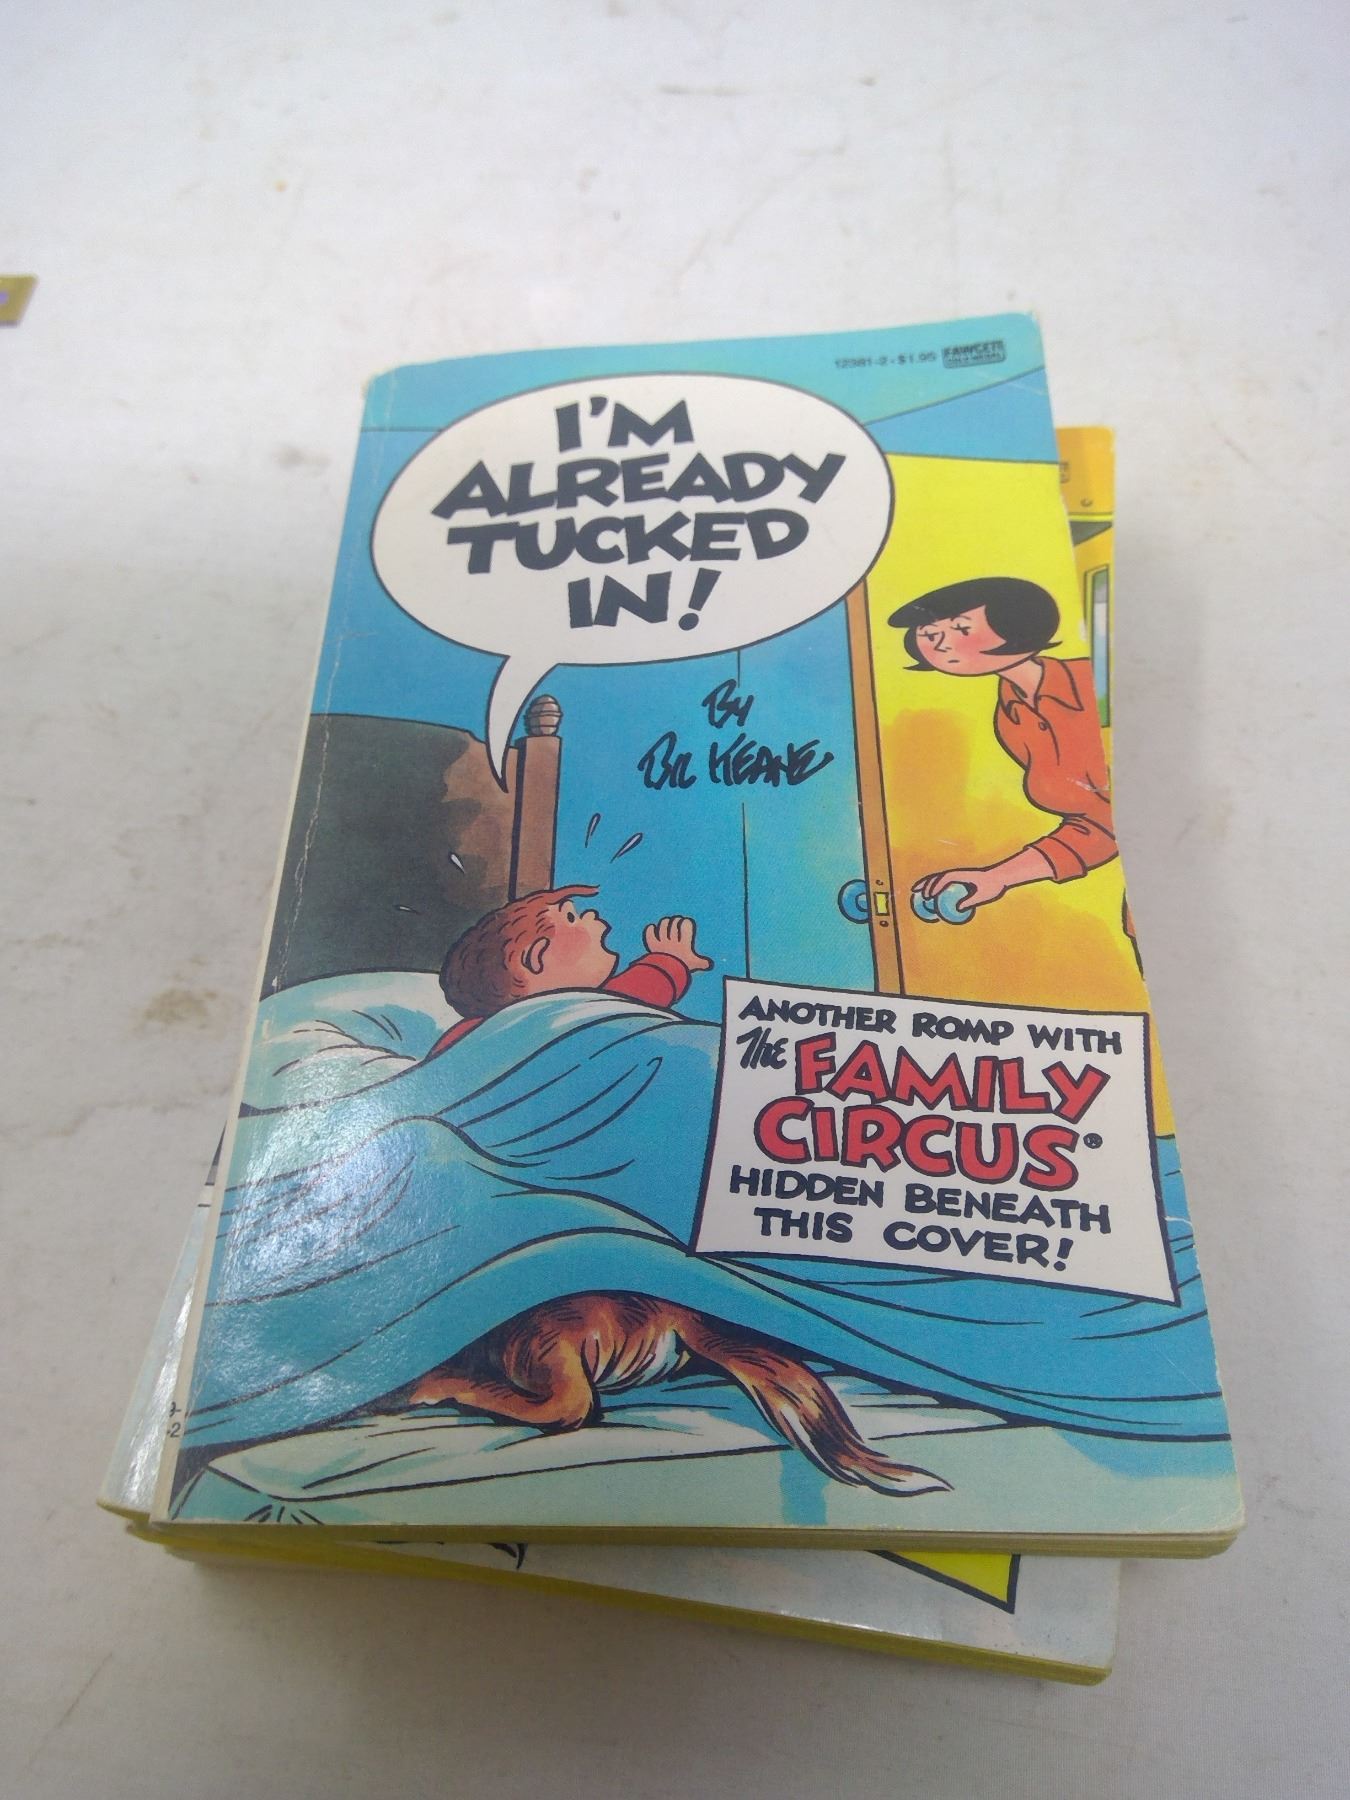 12381-2 • $1.95 FAWCETT
I'M
ALREADY
TUCKED
IN!
By
BIL KEANE
ANOTHER ROMP WITH
The FAMILY
CIRCUS®
HIDDEN BENEATH
THIS COVER!